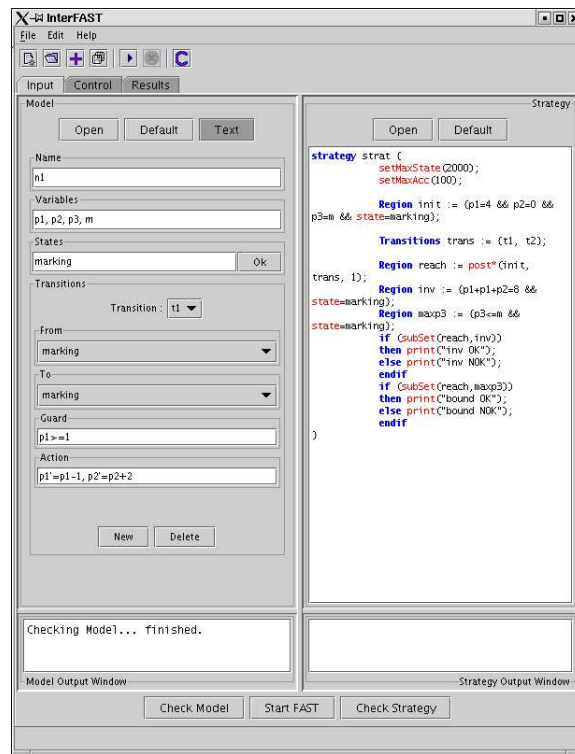 InterFAST
File Edit Help
Input Control Results
Model
Open Default Text
Name
n1
Variables
p1, p2, p3, m
States
marking Ok
Transitions
Transition : t1
From
marking
To
marking
Guard
p1>=1
Action
p1'=p1-1, p2'=p2+2
New Delete
Strategy
Open Default
strategy strat {
setMaxState(2000);
setMaxAcc(100);
Region init := {p1=4 && p2=0 &&
p3=m && state=marking};
Transitions trans := {t1, t2};
Region reach := post*(init,
trans, 1);
Region inv := {p1+p1+p2=8 &&
state=marking};
Region maxp3 := {p3<=m &&
state=marking};
if (subSet(reach,inv))
then print("inv OK");
else print("inv NOK");
endif
if (subSet(reach,maxp3))
then print("bound OK");
else print("bound NOK");
endif
}
Checking Model... finished.
Model Output Window
Strategy Output Window
Check Model Start FAST Check Strategy